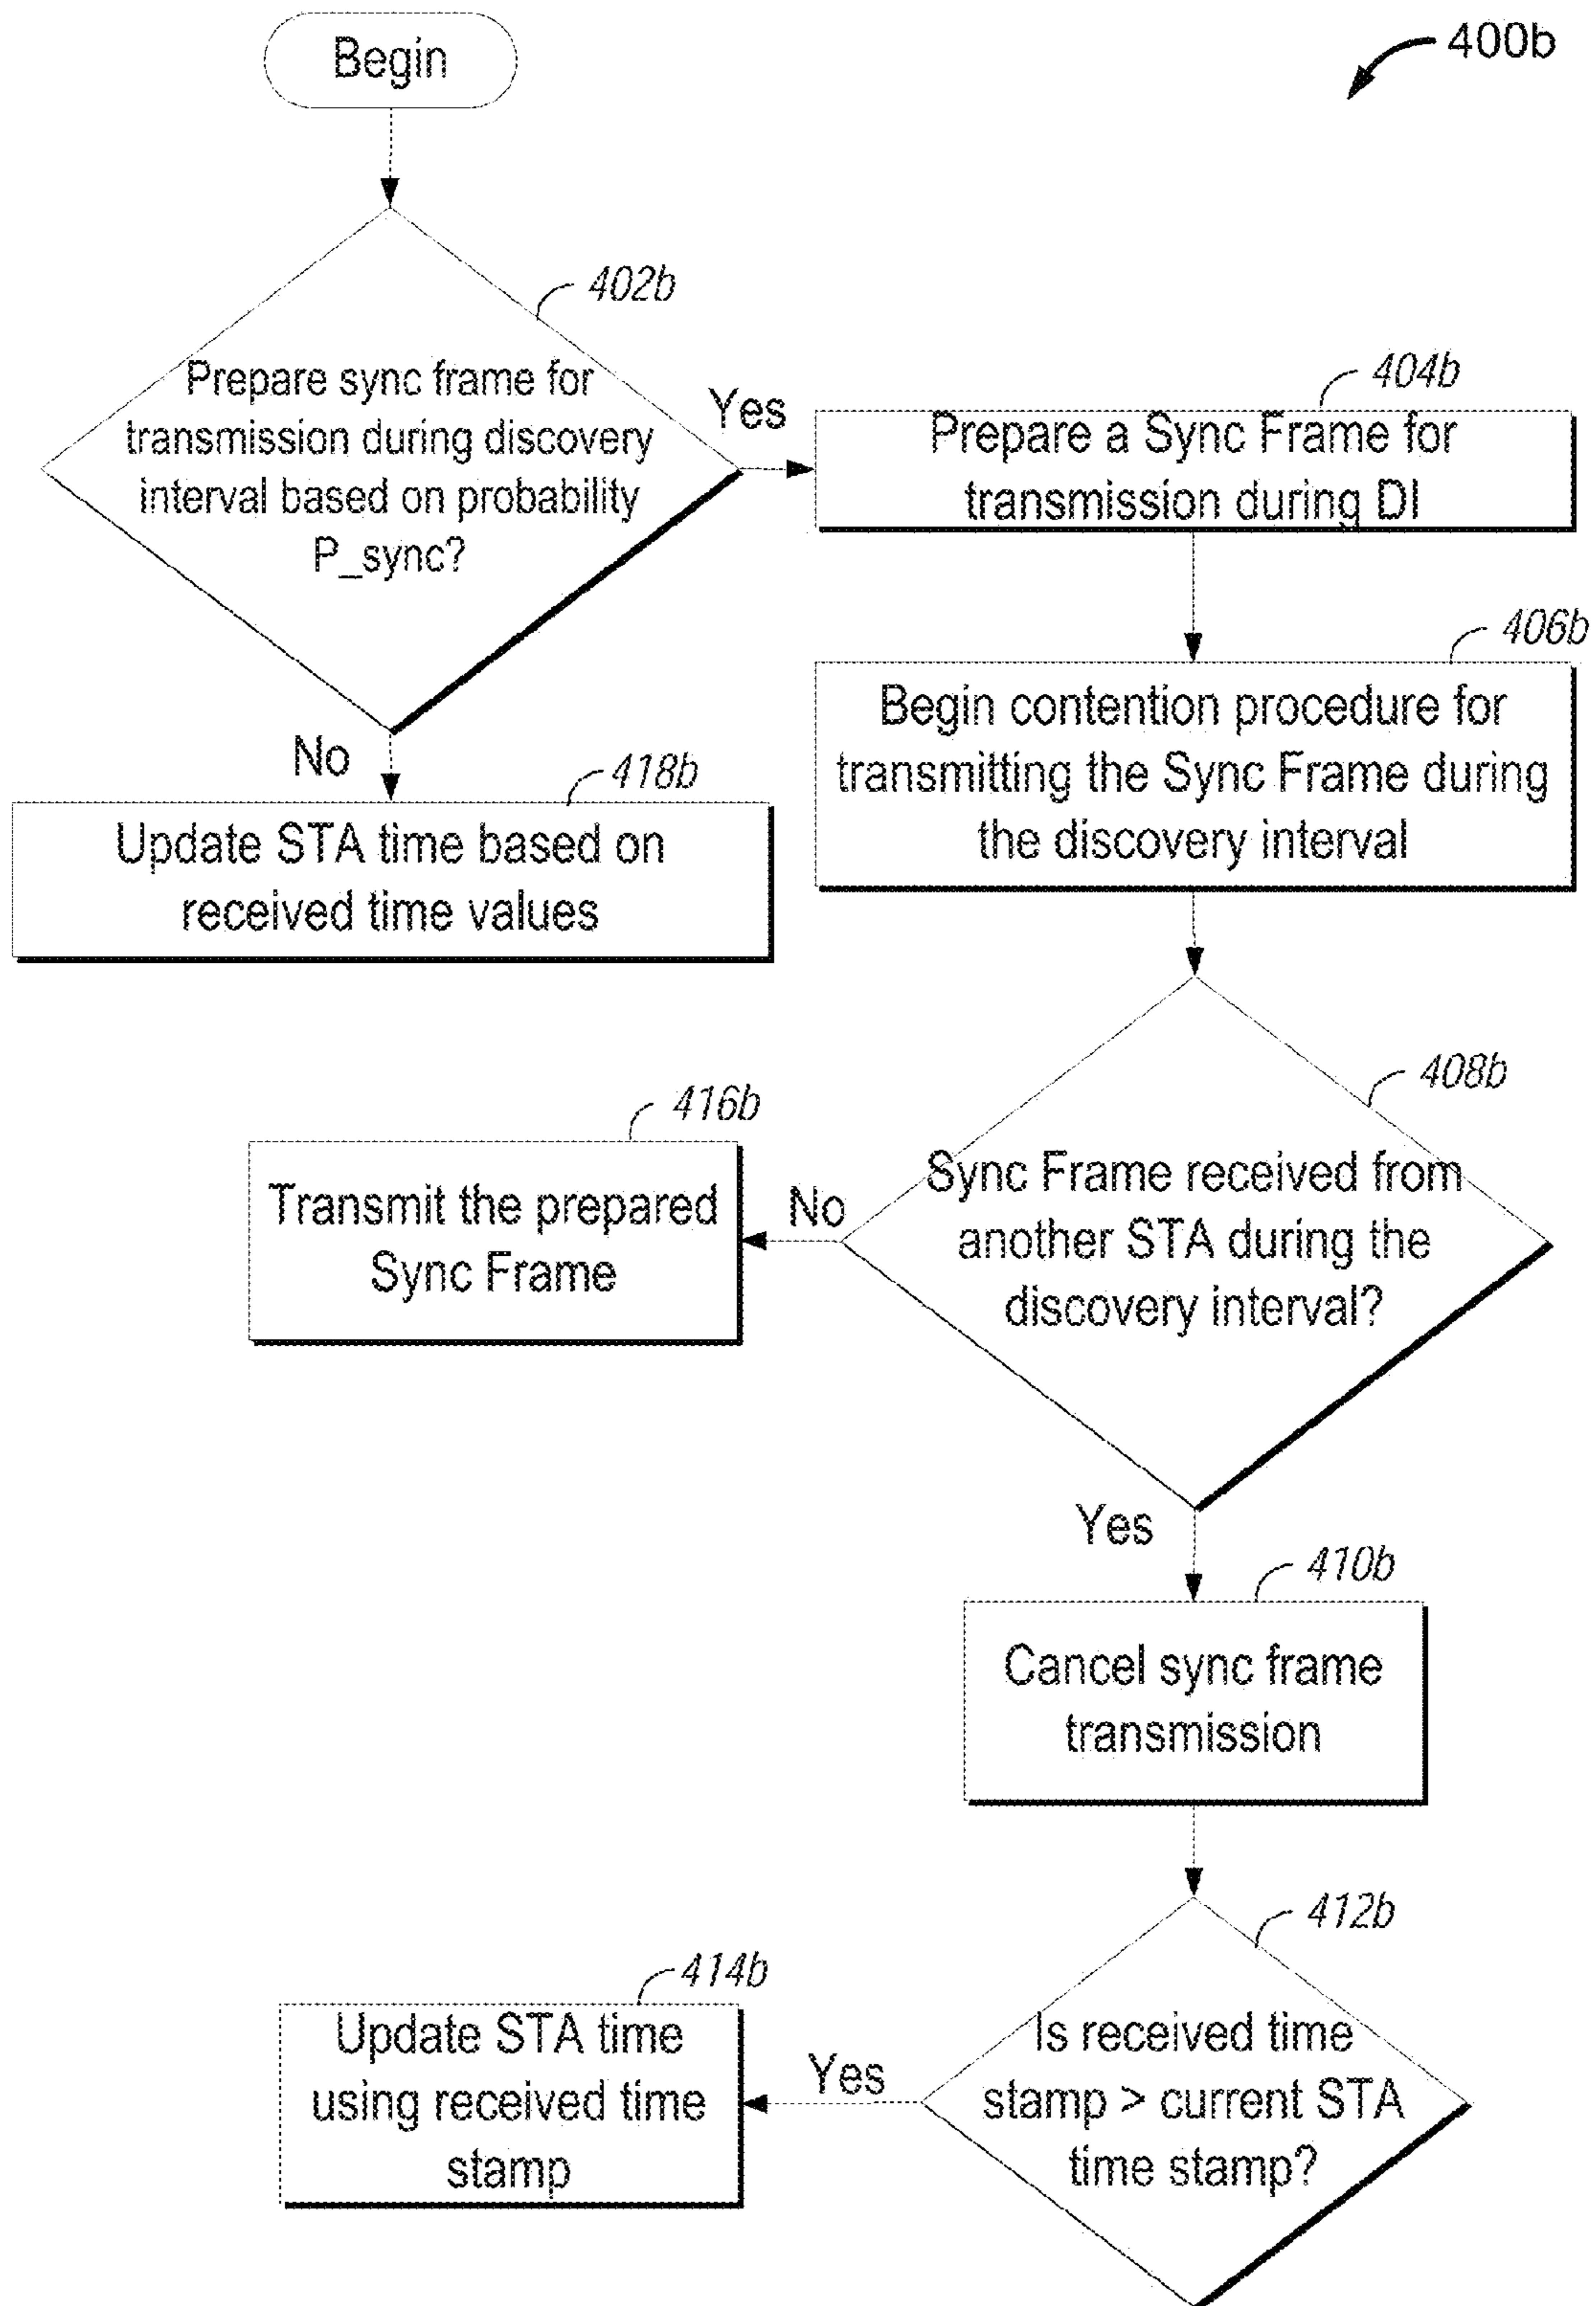 Begin
400b
402b
Prepare sync frame for
transmission during discovery
interval based on probability
P_sync?
Yes
404b
Prepare a Sync Frame for
transmission during DI
406b
Begin contention procedure for
transmitting the Sync Frame during
the discovery interval
No
418b
Update STA time based on
received time values
408b
Sync Frame received from
another STA during the
discovery interval?
No
416b
Transmit the prepared
Sync Frame
Yes
410b
Cancel sync frame
transmission
412b
Is received time
stamp > current STA
time stamp?
Yes
414b
Update STA time
using received time
stamp